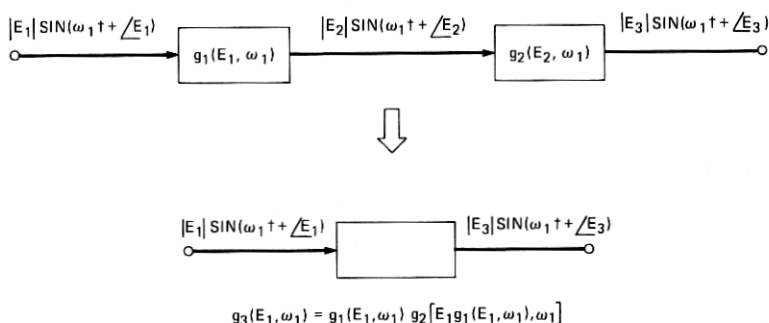 |E₁| SIN(ω₁t + ∠E₁)
|E₂| SIN(ω₁t + ∠E₂)
|E₃| SIN(ω₁t + ∠E₃)
g₁(E₁, ω₁)
g₂(E₂, ω₁)
|E₁| SIN(ω₁t + ∠E₁)
|E₃| SIN(ω₁t + ∠E₃)
g₃(E₁, ω₁) = g₁(E₁, ω₁) g₂[E₁g₁(E₁, ω₁), ω₁]